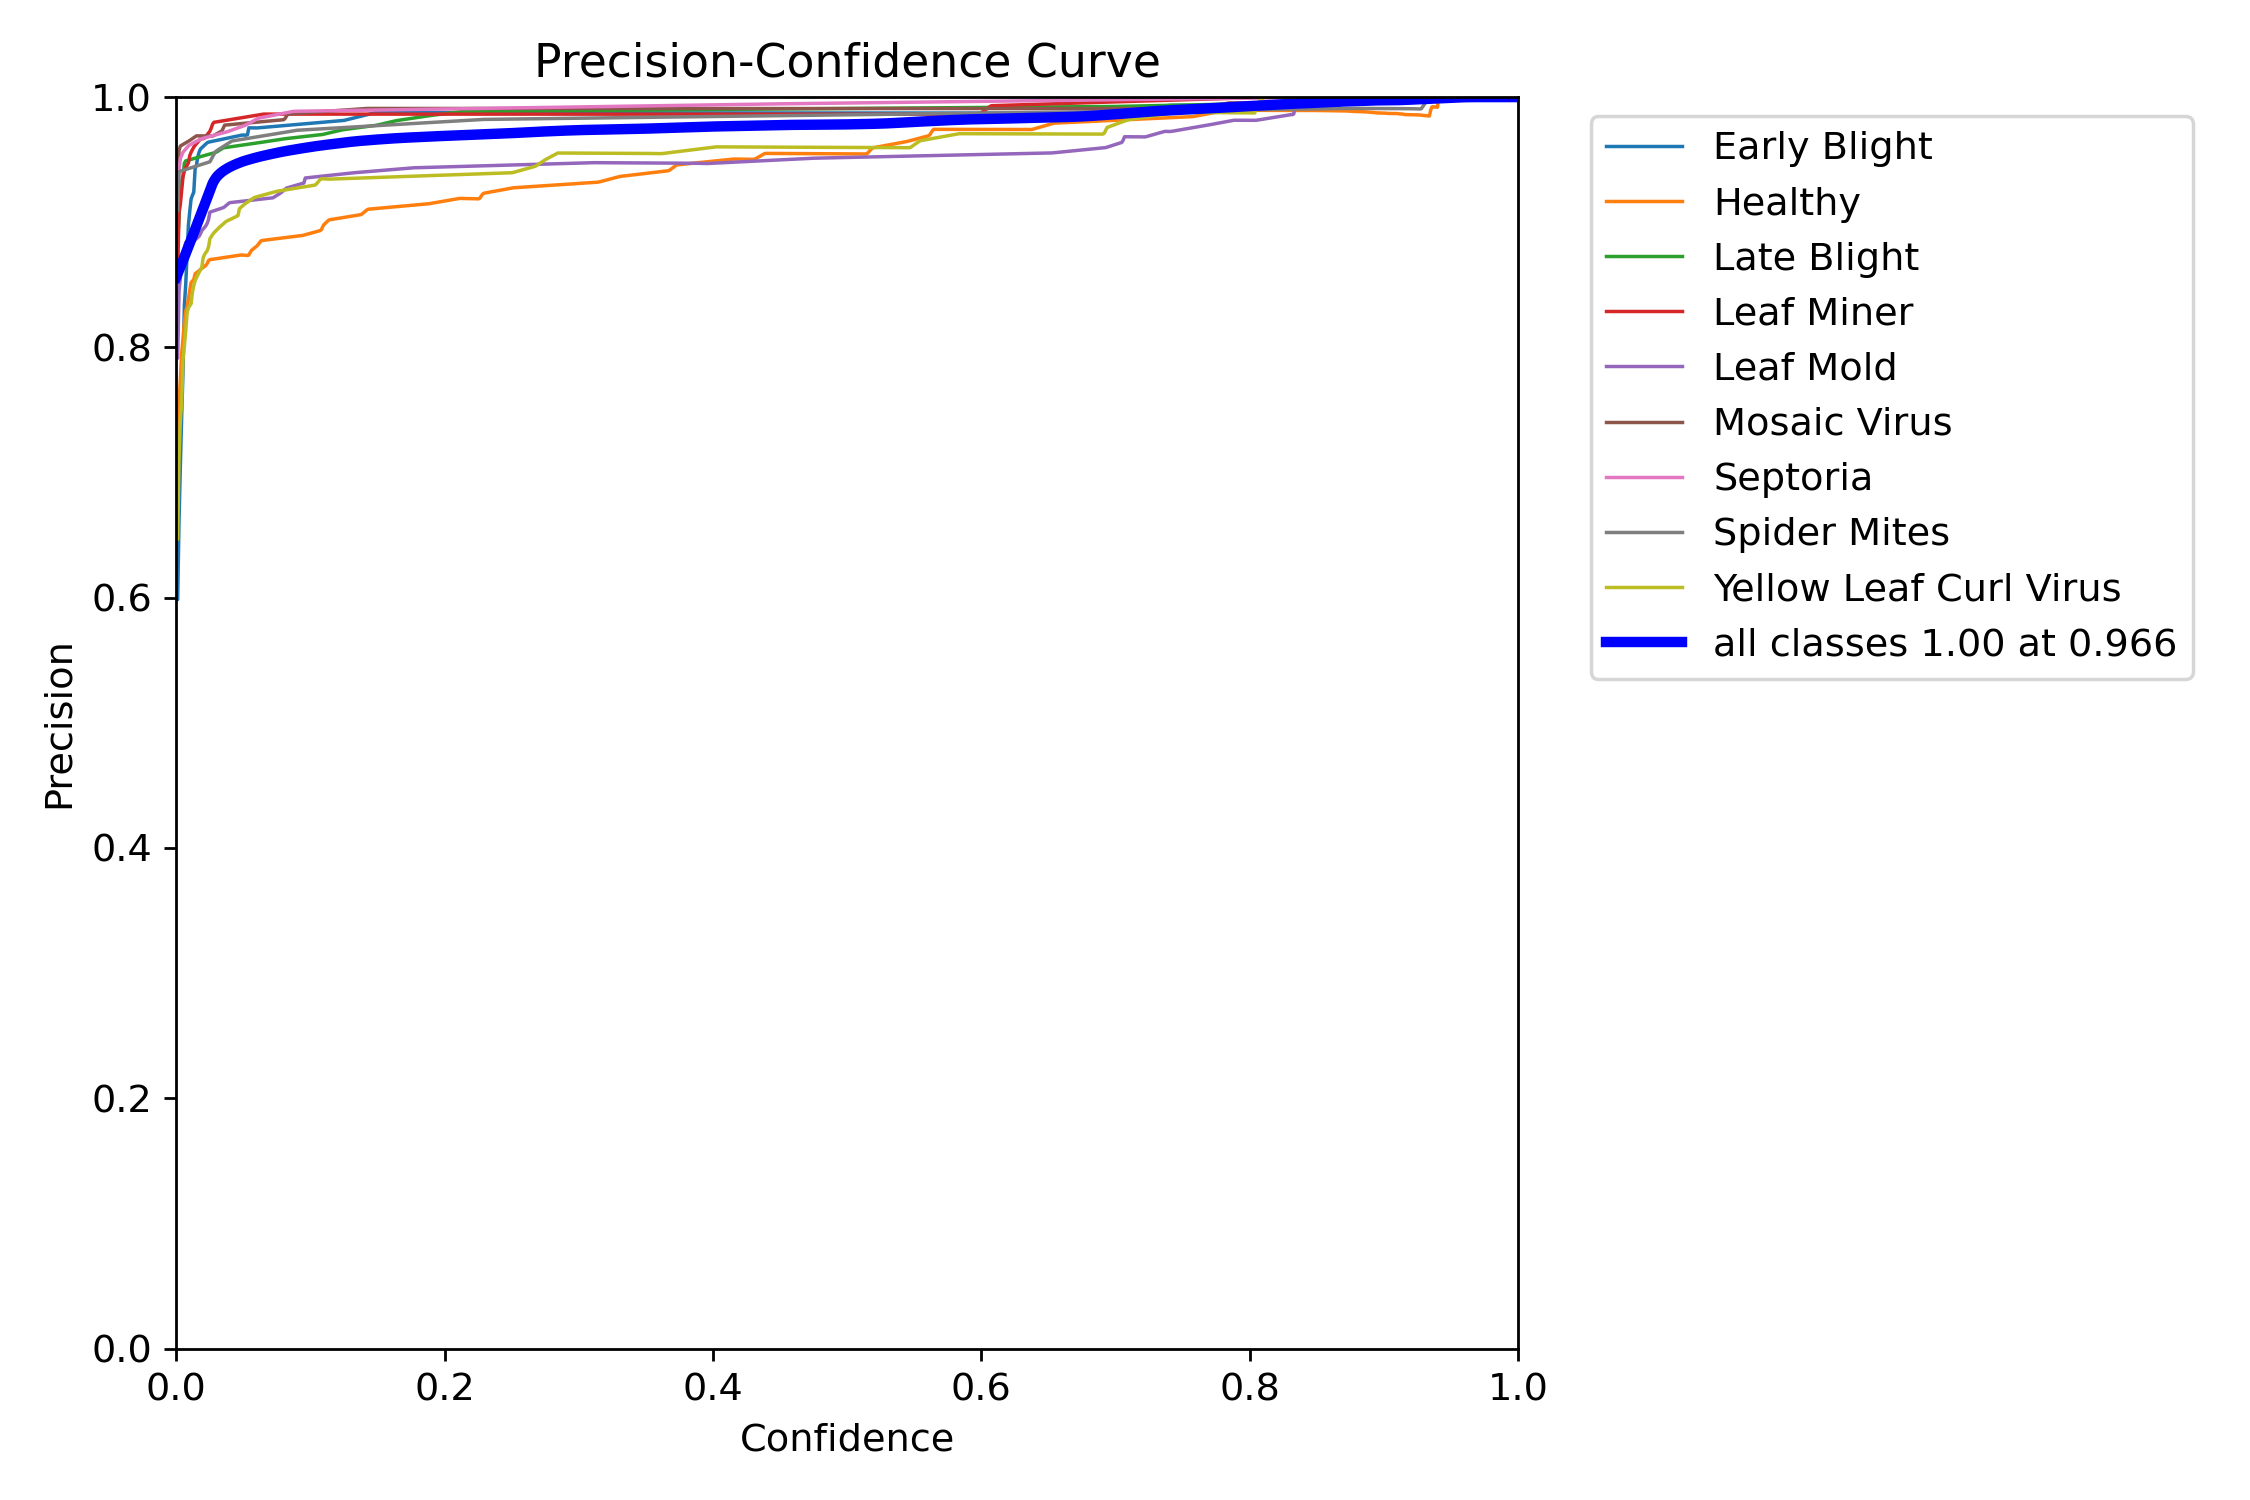 Precision-Confidence Curve
1.0
0.8
0.6
0.4
0.2
0.0
Precision
0.0 0.2 0.4 0.6 0.8 1.0
Confidence
Early Blight
Healthy
Late Blight
Leaf Miner
Leaf Mold
Mosaic Virus
Septoria
Spider Mites
Yellow Leaf Curl Virus
all classes 1.00 at 0.966